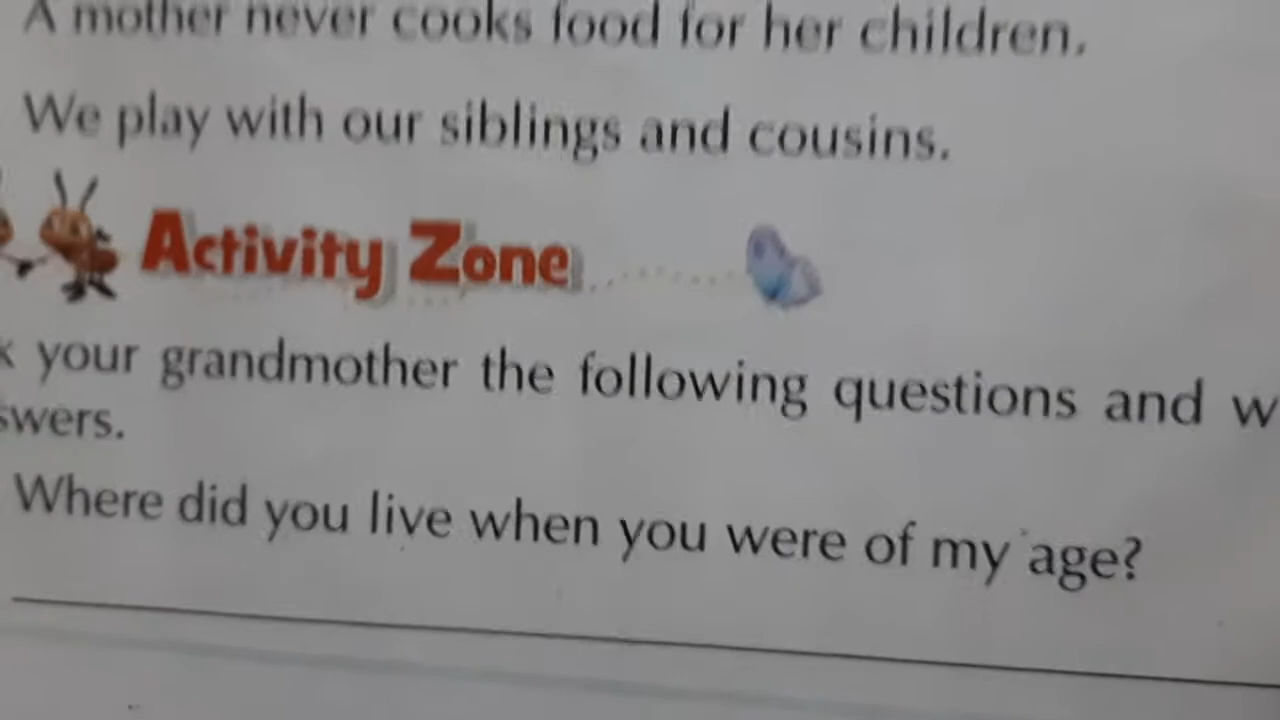 A mother never cooks food for her children.
We play with our siblings and cousins.
Activity Zone
your grandmother the following questions and
Where did you live when you were of my age?